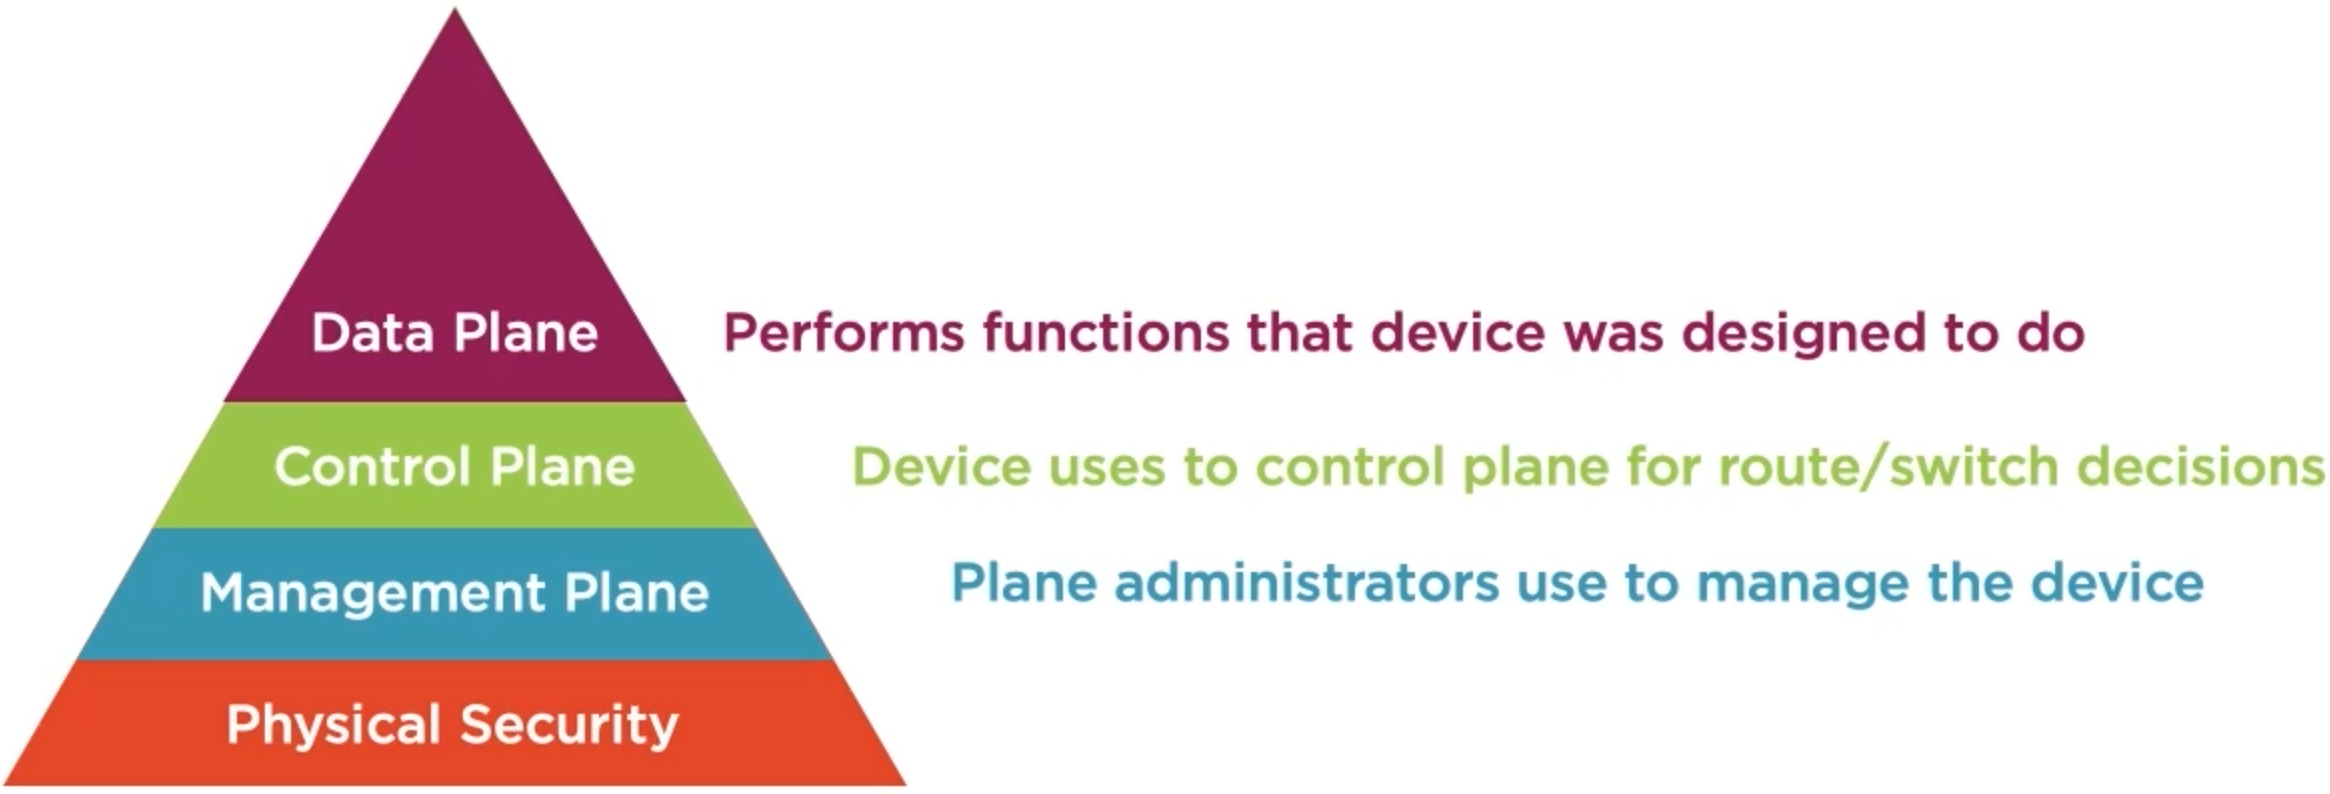 Data Plane
Performs functions that device was designed to do
Control Plane
Device uses to control plane for route/switch decisions
Management Plane
Plane administrators use to manage the device
Physical Security